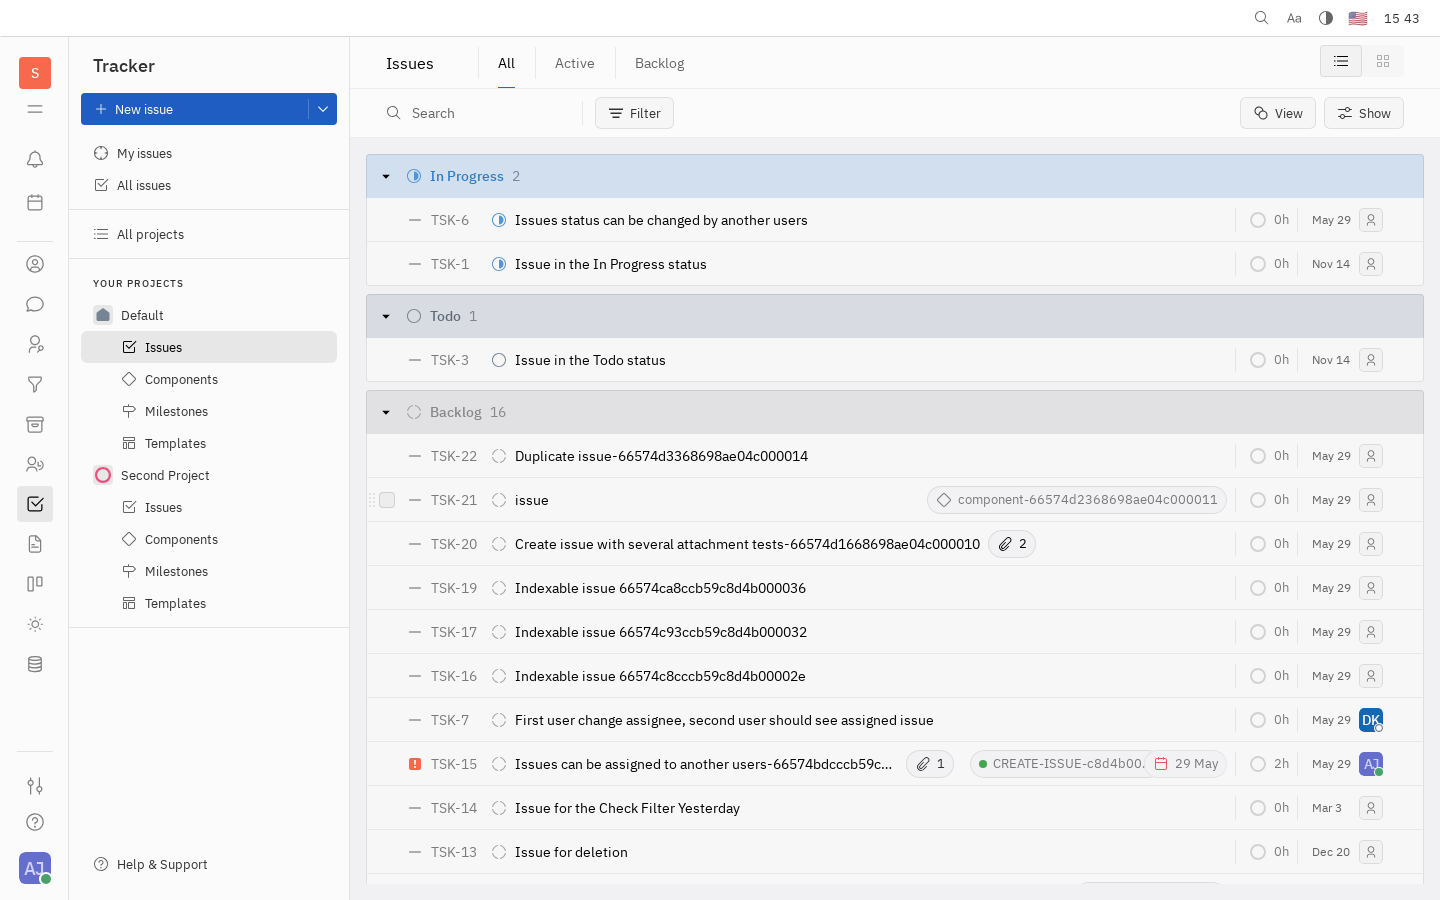 Aa 15 43
S
Tracker
New issue
My issues
All issues
All projects
YOUR PROJECTS
Default
Issues
Components
Milestones
Templates
Second Project
Issues
Components
Milestones
Templates
Help & Support
AJ
Issues All Active Backlog
Search Filter View Show
In Progress 2
TSK-6 Issues status can be changed by another users 0h May 29
TSK-1 Issue in the In Progress status 0h Nov 14
Todo 1
TSK-3 Issue in the Todo status 0h Nov 14
Backlog 16
TSK-22 Duplicate issue-66574d3368698ae04c000014 0h May 29
TSK-21 issue component-66574d2368698ae04c000011 0h May 29
TSK-20 Create issue with several attachment tests-66574d1668698ae04c000010 2 0h May 29
TSK-19 Indexable issue 66574ca8ccb59c8d4b000036 0h May 29
TSK-17 Indexable issue 66574c93ccb59c8d4b000032 0h May 29
TSK-16 Indexable issue 66574c8cccb59c8d4b00002e 0h May 29
TSK-7 First user change assignee, second user should see assigned issue 0h May 29 DK
TSK-15 Issues can be assigned to another users-66574bdcccb59c... 1 CREATE-ISSUE-c8d4b00. 29 May 2h May 29 AJ
TSK-14 Issue for the Check Filter Yesterday 0h Mar 3
TSK-13 Issue for deletion 0h Dec 20